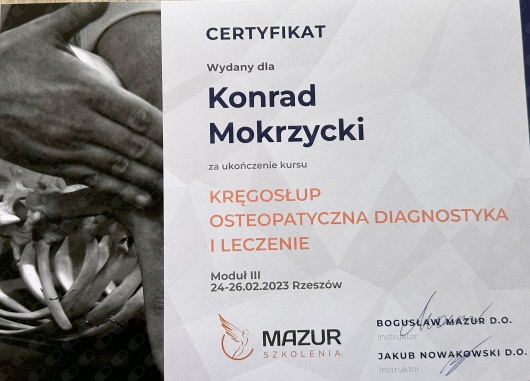 CERTYFIKAT
Wydany dla
Konrad
Mokrzycki
za ukończenie kursu
KRĘGOSŁUP
OSTEOPATYCZNA DIAGNOSTYKA
I LECZENIE
Moduł III
24-26.02.2023 Rzeszów
MAZUR
SZKOLENIA
BOGUSŁAW MAZUR D.O.
Instruktor
JAKUB NOWAKOWSKI D.O.
Instruktor